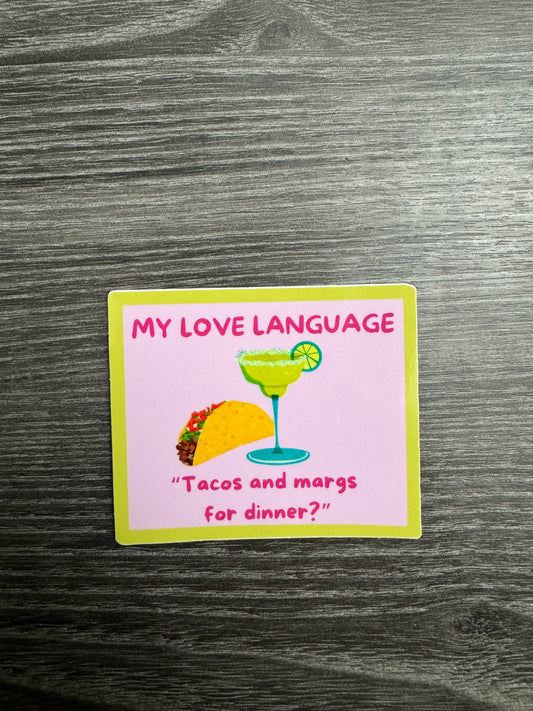 MY LOVE LANGUAGE
“Tacos and margs
for dinner?”